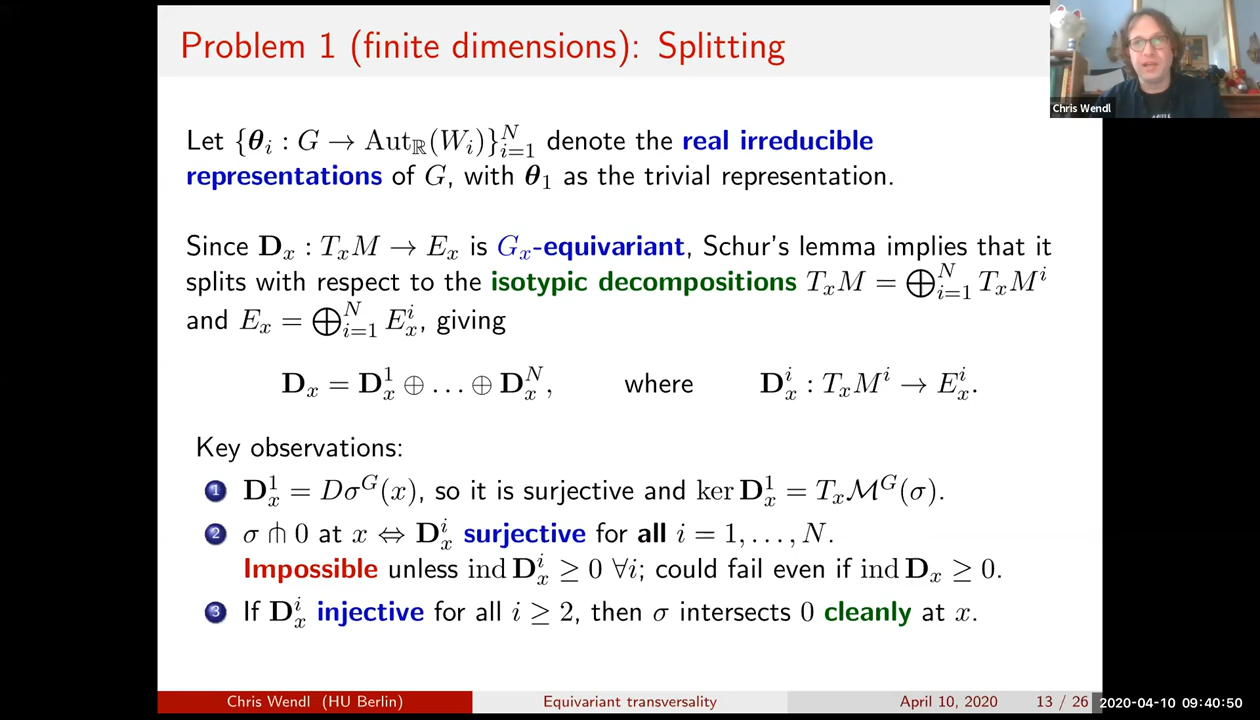 Problem 1 (finite dimensions): Splitting
Chris Wendl
Let {θ_i : G → Aut_ℝ(W_i)}_{i=1}^N denote the real irreducible
representations of G, with θ_1 as the trivial representation.
Since D_x : T_xM → E_x is G_x-equivariant, Schur's lemma implies that it
splits with respect to the isotypic decompositions T_xM = ⊕_{i=1}^N T_xM^i
and E_x = ⊕_{i=1}^N E_x^i, giving
D_x = D_x^1 ⊕ … ⊕ D_x^N, where D_x^i : T_xM^i → E_x^i.
Key observations:
1 D_x^1 = Dσ^G(x), so it is surjective and ker D_x^1 = T_xℳ^G(σ).
2 σ ⋔ 0 at x ⇔ D_x^i surjective for all i = 1, …, N.
Impossible unless ind D_x^i ≥ 0 ∀i; could fail even if ind D_x ≥ 0.
3 If D_x^i injective for all i ≥ 2, then σ intersects 0 cleanly at x.
Chris Wendl (HU Berlin) Equivariant transversality April 10, 2020 13 / 26 2020-04-10 09:40:50